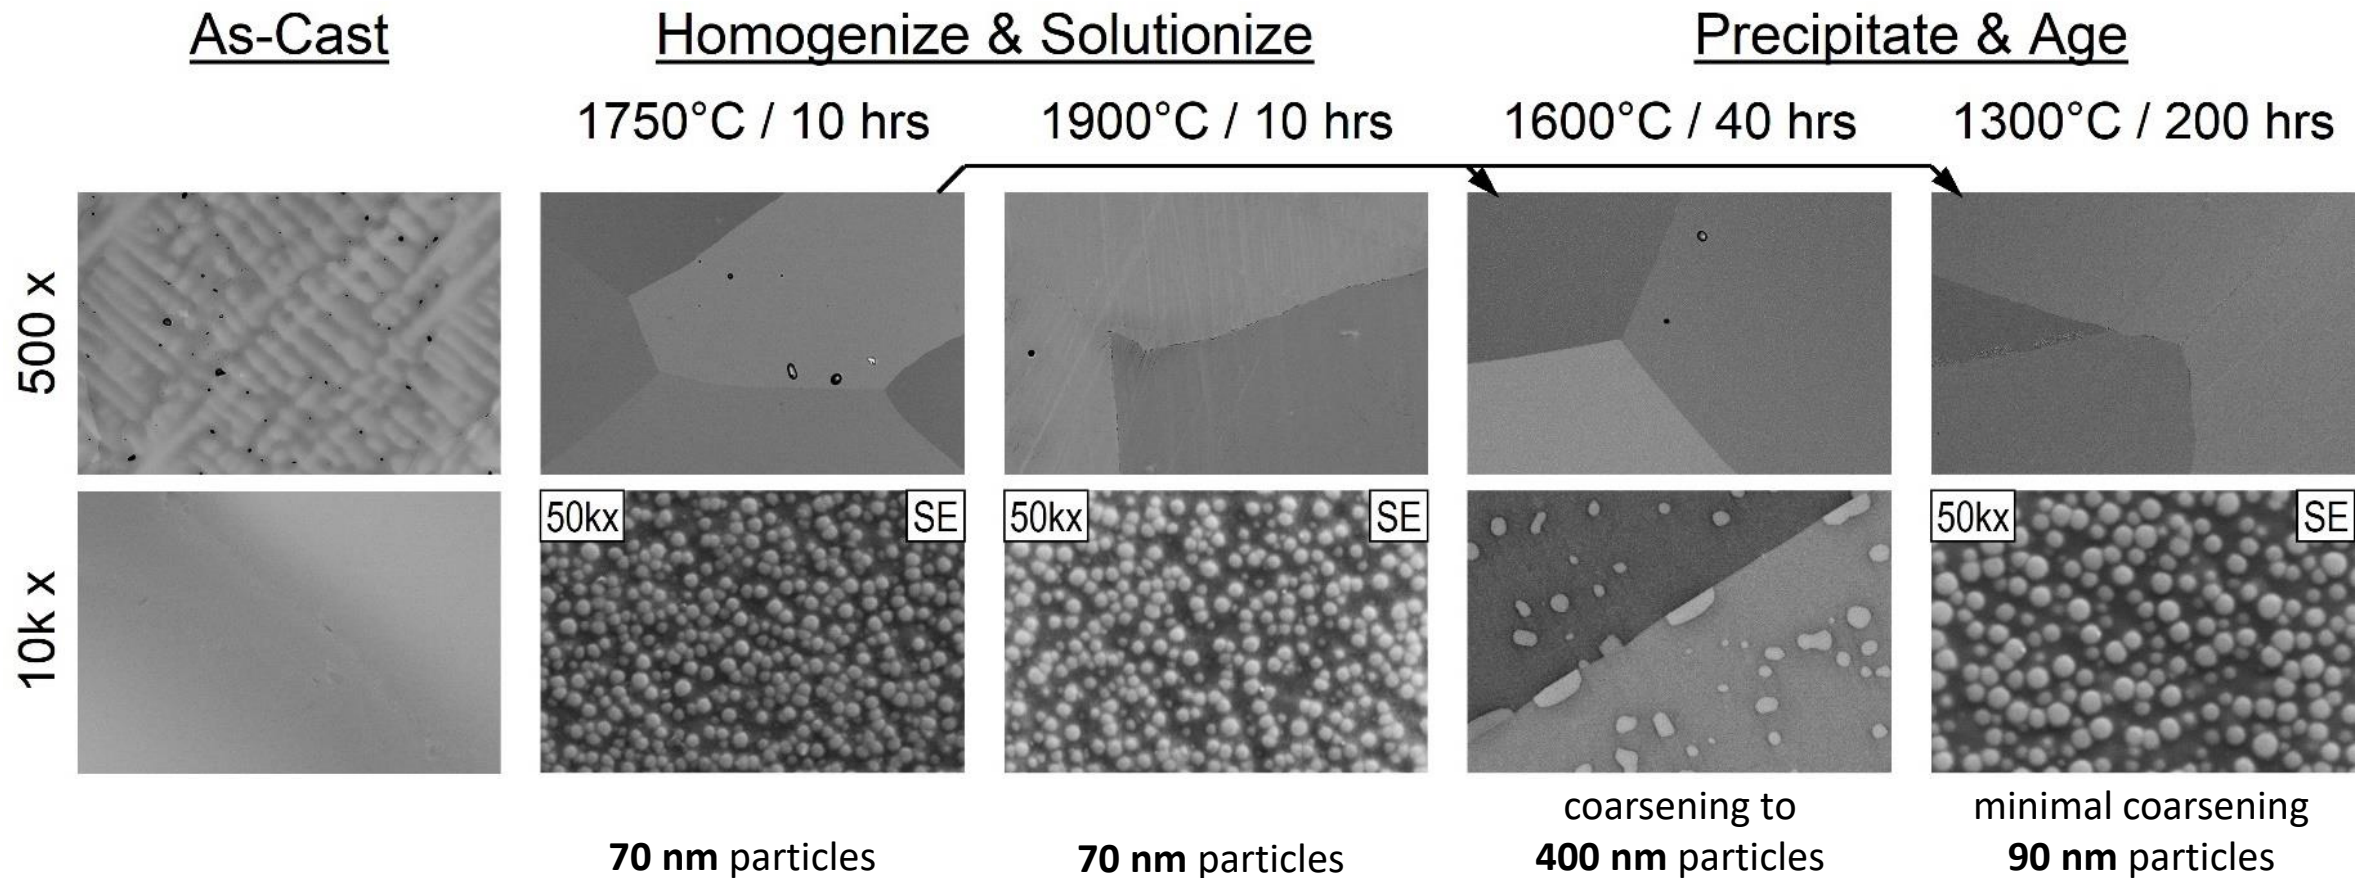 As-Cast
Homogenize & Solutionize
Precipitate & Age
1750°C / 10 hrs
1900°C / 10 hrs
1600°C / 40 hrs
1300°C / 200 hrs
500 x
10k x
50kx
SE
50kx
SE
50kx
SE
70 nm particles
70 nm particles
coarsening to
400 nm particles
minimal coarsening
90 nm particles